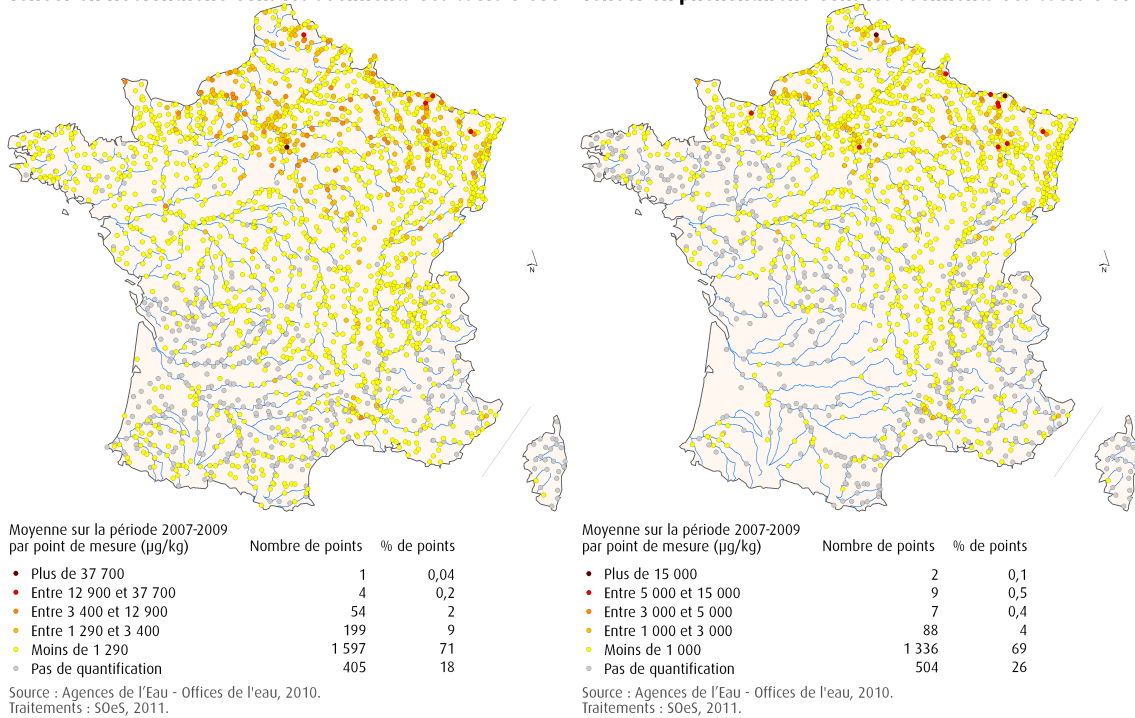 N
N
Moyenne sur la période 2007-2009
par point de mesure (µg/kg) Nombre de points % de points
Plus de 37 700 1 0,04
Entre 12 900 et 37 700 4 0,2
Entre 3 400 et 12 900 54 2
Entre 1 290 et 3 400 199 9
Moins de 1 290 1 597 71
Pas de quantification 405 18
Source : Agences de l'Eau - Offices de l'eau, 2010.
Traitements : SOeS, 2011.
Moyenne sur la période 2007-2009
par point de mesure (µg/kg) Nombre de points % de points
Plus de 15 000 2 0,1
Entre 5 000 et 15 000 9 0,5
Entre 3 000 et 5 000 7 0,4
Entre 1 000 et 3 000 88 4
Moins de 1 000 1 336 69
Pas de quantification 504 26
Source : Agences de l'Eau - Offices de l'eau, 2010.
Traitements : SOeS, 2011.